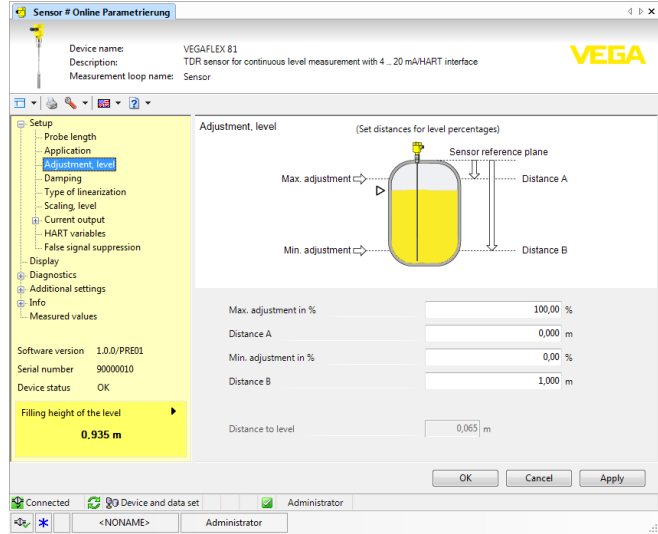 Sensor # Online Parametrierung
Device name: VEGAFLEX 81
Description: TDR sensor for continuous level measurement with 4 ... 20 mA/HART interface
Measurement loop name: Sensor
VEGA
Setup
Probe length
Application
Adjustment, level
Damping
Type of linearization
Scaling, level
Current output
HART variables
False signal suppression
Display
Diagnostics
Additional settings
Info
Measured values
Software version 1.0.0/PRE01
Serial number 90000010
Device status OK
Filling height of the level
0,935 m
Adjustment, level
(Set distances for level percentages)
Sensor reference plane
Max. adjustment
Distance A
Min. adjustment
Distance B
Max. adjustment in % 100,00 %
Distance A 0,000 m
Min. adjustment in % 0,00 %
Distance B 1,000 m
Distance to level 0,065 m
OK Cancel Apply
Connected Device and data set Administrator
<NONAME> Administrator